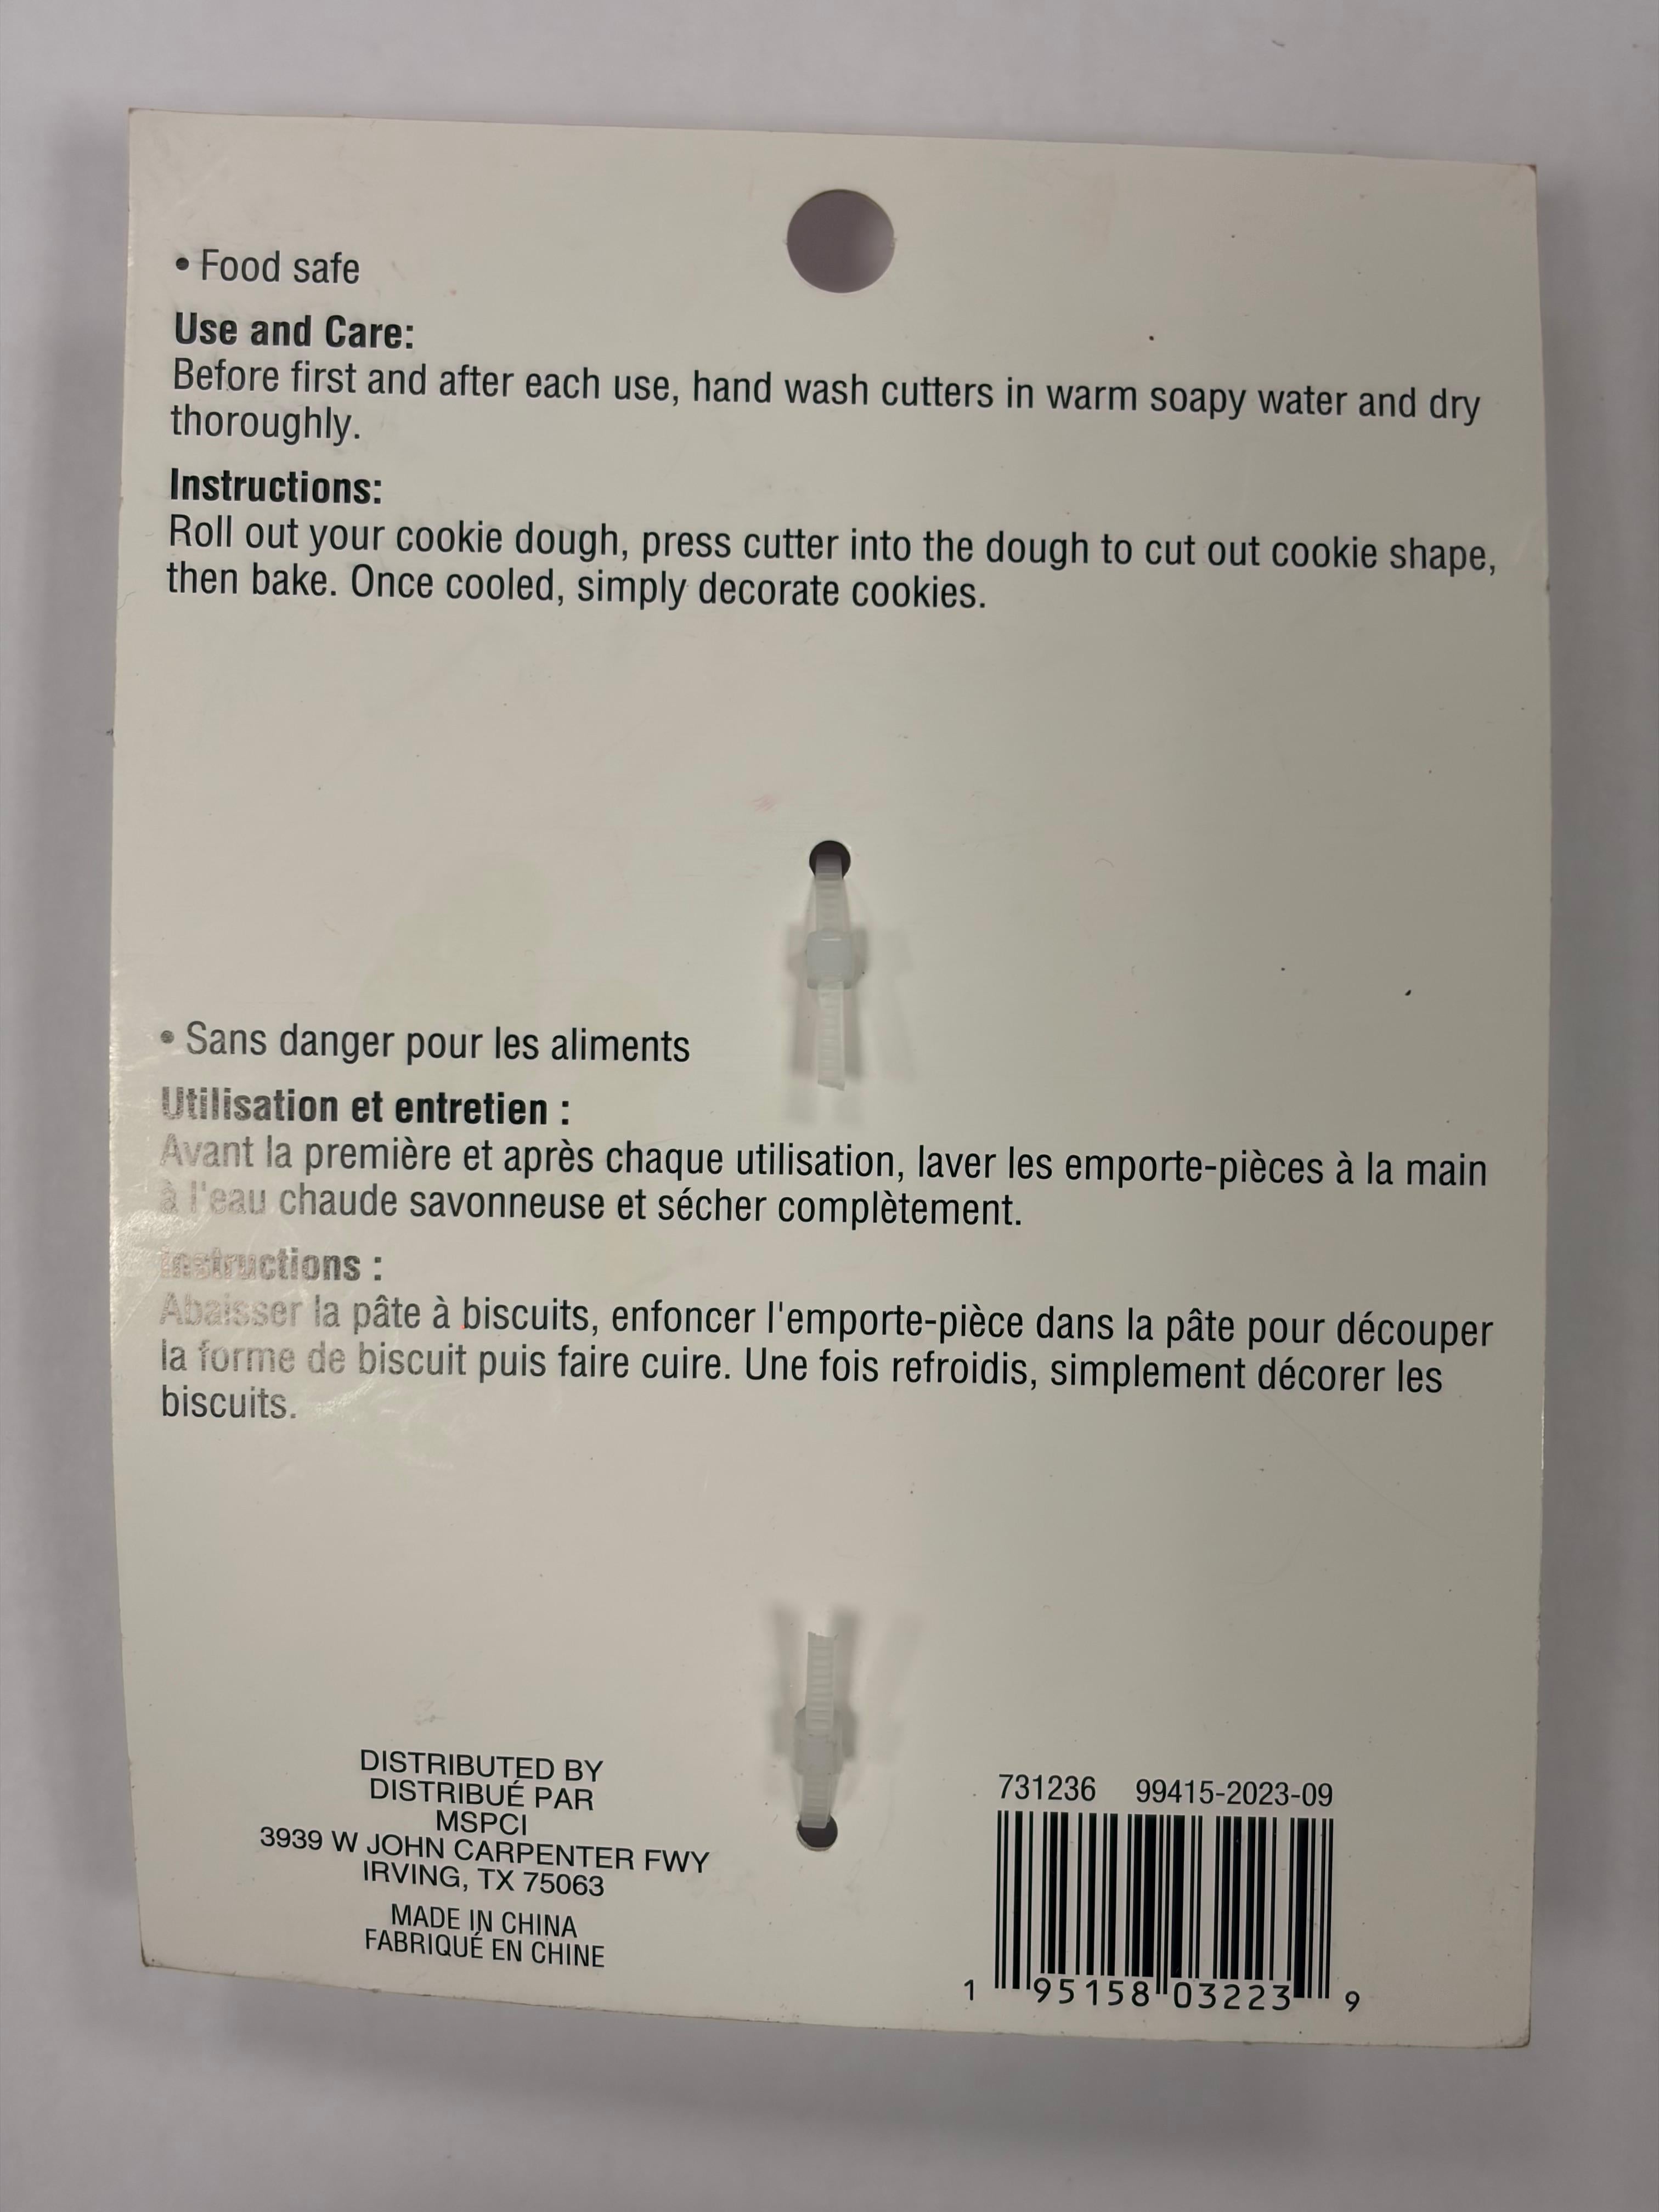 • Food safe
Use and Care:
Before first and after each use, hand wash cutters in warm soapy water and dry
thoroughly.
Instructions:
Roll out your cookie dough, press cutter into the dough to cut out cookie shape,
then bake. Once cooled, simply decorate cookies.
• Sans danger pour les aliments
Utilisation et entretien :
Avant la première et après chaque utilisation, laver les emporte-pièces à la main
à l'eau chaude savonneuse et sécher complètement.
Instructions :
Abaisser la pâte à biscuits, enfoncer l'emporte-pièce dans la pâte pour découper
la forme de biscuit puis faire cuire. Une fois refroidis, simplement décorer les
biscuits.
DISTRIBUTED BY
DISTRIBUÉ PAR
MSPCI
3939 W JOHN CARPENTER FWY
IRVING, TX 75063
MADE IN CHINA
FABRIQUÉ EN CHINE
731236 99415-2023-09
1 95158 03223 9